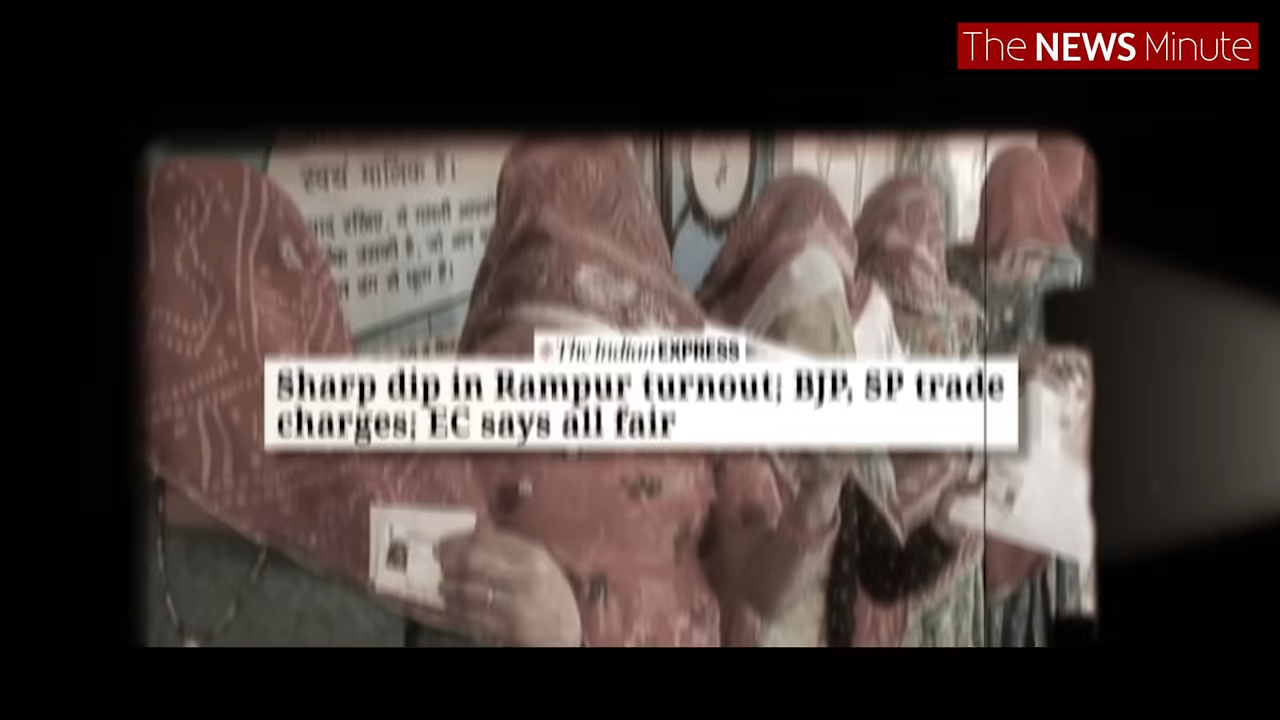 The NEWS Minute
स्वयं मालिक है।
The Indian EXPRESS
Sharp dip in Rampur turnout; BJP, SP trade
charges; EC says all fair